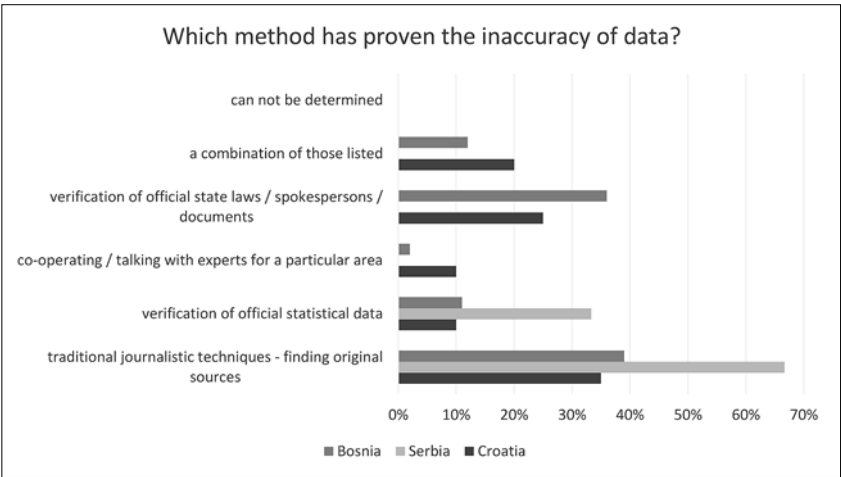 Which method has proven the inaccuracy of data?
can not be determined
a combination of those listed
verification of official state laws / spokespersons /
documents
co-operating / talking with experts for a particular area
verification of official statistical data
traditional journalistic techniques - finding original
sources
0% 10% 20% 30% 40% 50% 60% 70%
Bosnia Serbia Croatia